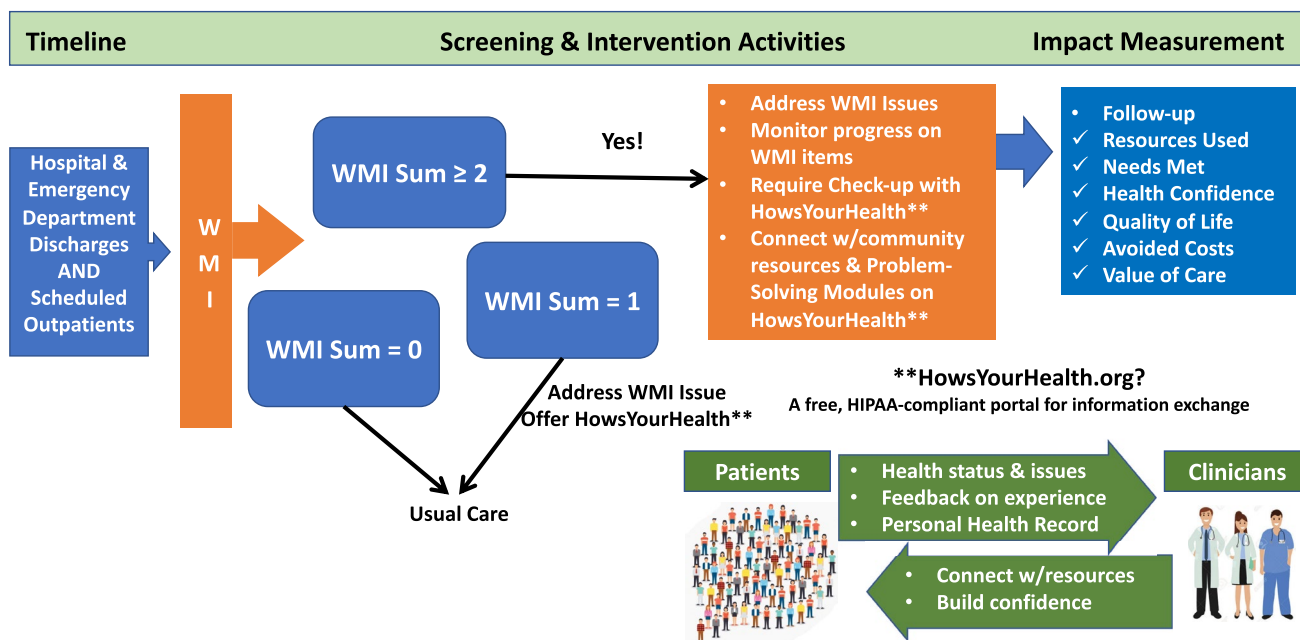 Timeline
Screening & Intervention Activities
Impact Measurement
Hospital &
Emergency
Department
Discharges
AND
Scheduled
Outpatients
W
M
I
WMI Sum ≥ 2
WMI Sum = 1
WMI Sum = 0
Yes!
Address WMI Issue
Offer HowsYourHealth**
Usual Care
• Address WMI Issues
• Monitor progress on
WMI items
• Require Check-up with
HowsYourHealth**
• Connect w/community
resources & Problem-
Solving Modules on
HowsYourHealth**
• Follow-up
✓ Resources Used
✓ Needs Met
✓ Health Confidence
✓ Quality of Life
✓ Avoided Costs
✓ Value of Care
**HowsYourHealth.org?
A free, HIPAA-compliant portal for information exchange
Patients
• Health status & issues
• Feedback on experience
• Personal Health Record
Clinicians
• Connect w/resources
• Build confidence